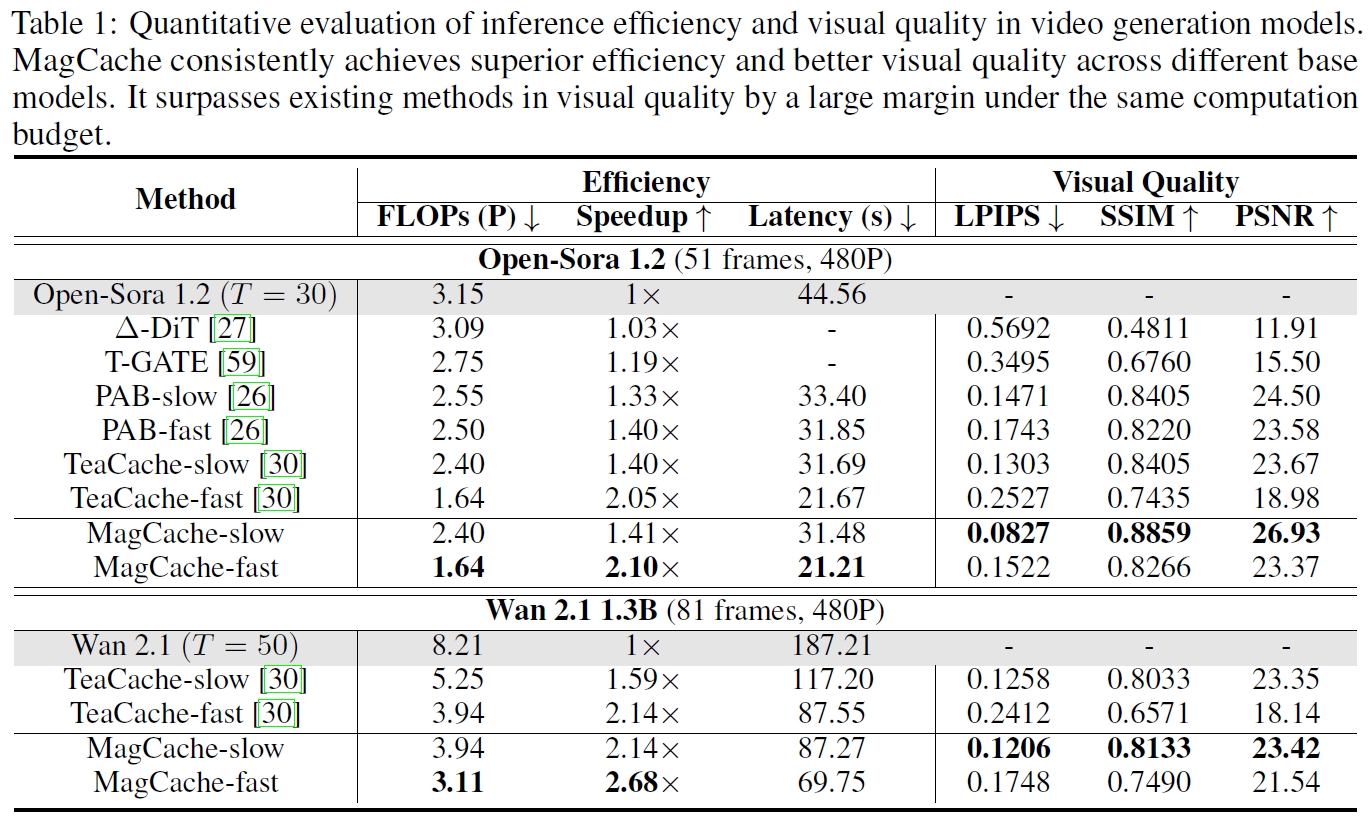 Table 1: Quantitative evaluation of inference efficiency and visual quality in video generation models.
MagCache consistently achieves superior efficiency and better visual quality across different base
models. It surpasses existing methods in visual quality by a large margin under the same computation
budget.
Method Efficiency Visual Quality
FLOPs (P) ↓ Speedup ↑ Latency (s) ↓ LPIPS ↓ SSIM ↑ PSNR ↑
Open-Sora 1.2 (51 frames, 480P)
Open-Sora 1.2 (T = 30) 3.15 1× 44.56 - - -
Δ-DiT [27] 3.09 1.03× - 0.5692 0.4811 11.91
T-GATE [59] 2.75 1.19× - 0.3495 0.6760 15.50
PAB-slow [26] 2.55 1.33× 33.40 0.1471 0.8405 24.50
PAB-fast [26] 2.50 1.40× 31.85 0.1743 0.8220 23.58
TeaCache-slow [30] 2.40 1.40× 31.69 0.1303 0.8405 23.67
TeaCache-fast [30] 1.64 2.05× 21.67 0.2527 0.7435 18.98
MagCache-slow 2.40 1.41× 31.48 0.0827 0.8859 26.93
MagCache-fast 1.64 2.10× 21.21 0.1522 0.8266 23.37
Wan 2.1 1.3B (81 frames, 480P)
Wan 2.1 (T = 50) 8.21 1× 187.21 - - -
TeaCache-slow [30] 5.25 1.59× 117.20 0.1258 0.8033 23.35
TeaCache-fast [30] 3.94 2.14× 87.55 0.2412 0.6571 18.14
MagCache-slow 3.94 2.14× 87.27 0.1206 0.8133 23.42
MagCache-fast 3.11 2.68× 69.75 0.1748 0.7490 21.54